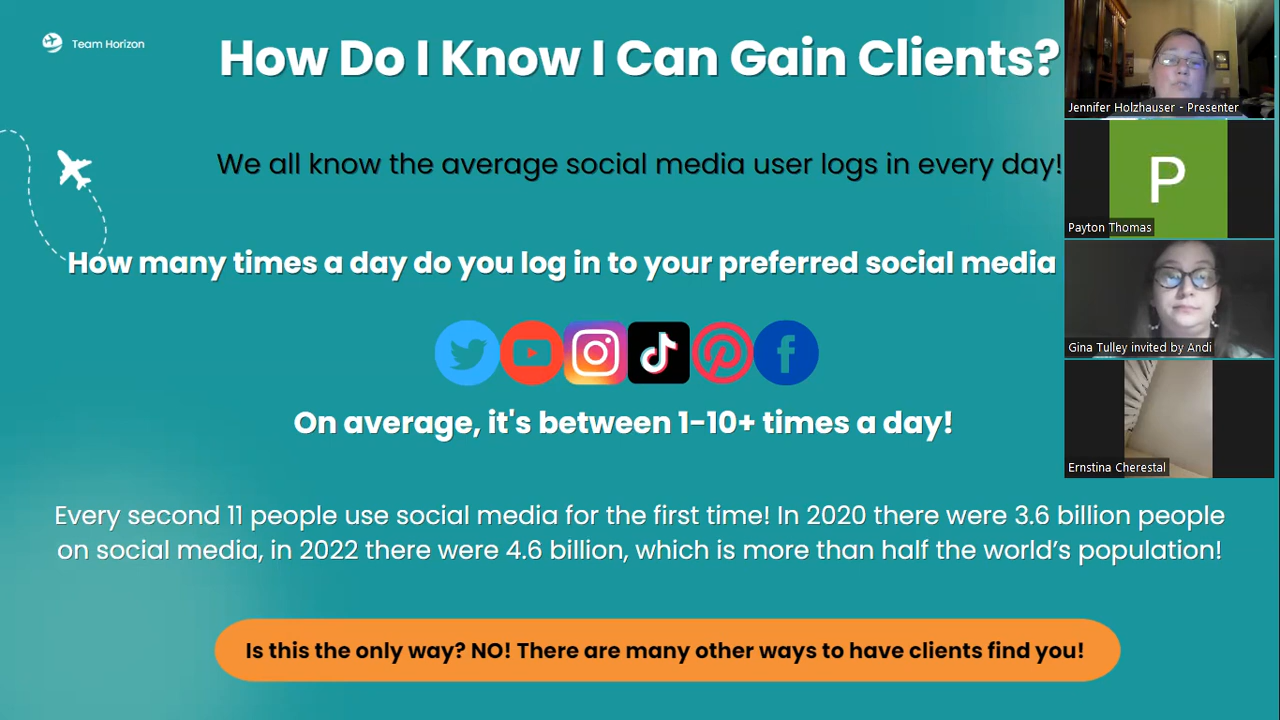 Team Horizon
How Do I Know I Can Gain Clients?
We all know the average social media user logs in every day!
How many times a day do you log in to your preferred social media
On average, it's between 1-10+ times a day!
Every second 11 people use social media for the first time! In 2020 there were 3.6 billion people
on social media, in 2022 there were 4.6 billion, which is more than half the world’s population!
Is this the only way? NO! There are many other ways to have clients find you!
Jennifer Holzhauser - Presenter
P
Payton Thomas
Gina Tulley invited by Andi
Ernstina Cherestal